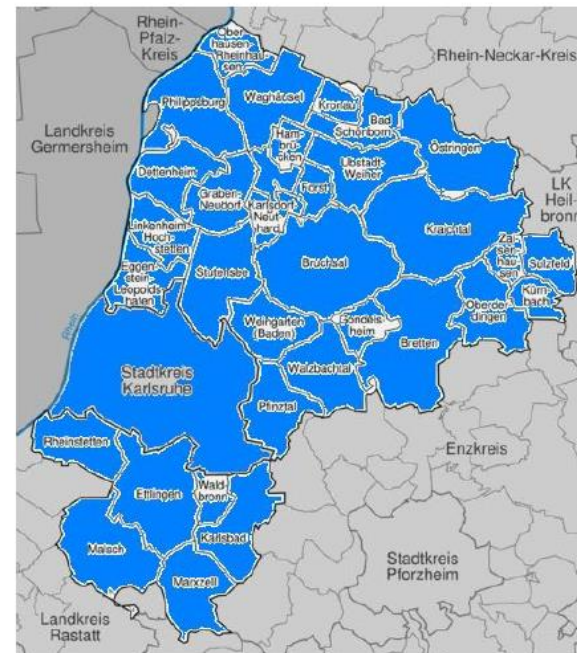 Rhein-
Pfalz-
Kreis
Ober
hausen-
Rheinhau-
sen
Rhein-Neckar-Kreis
Philippsburg
Waghäusel
Kronau
Bad
Schönborn
Landkreis
Germersheim
Ham-
brü-
cken
Östringen
Dettenheim
Ubstadt-
Weiher
Forst
LK
Heil-
bronn
Graben-
Neudorf
Karlsdorf
Neut
hard
Kraichtal
Linkenheim-
Hoch-
stetten
Zai-
sen-
hau-
sen
Sulzfeld
Stutensee
Bruchsal
Eggen-
stein-
Leopolds-
hafen
Kürn-
bach
Oberder-
dingen
Rhein
Weingarten
(Baden)
Gondels-
heim
Bretten
Walzbachtal
Stadtkreis
Karlsruhe
Pfinztal
Rheinstetten
Enzkreis
Ettlingen
Wald-
bronn
Karlsbad
Malsch
Marxzell
Stadtkreis
Pforzheim
Landkreis
Rastatt